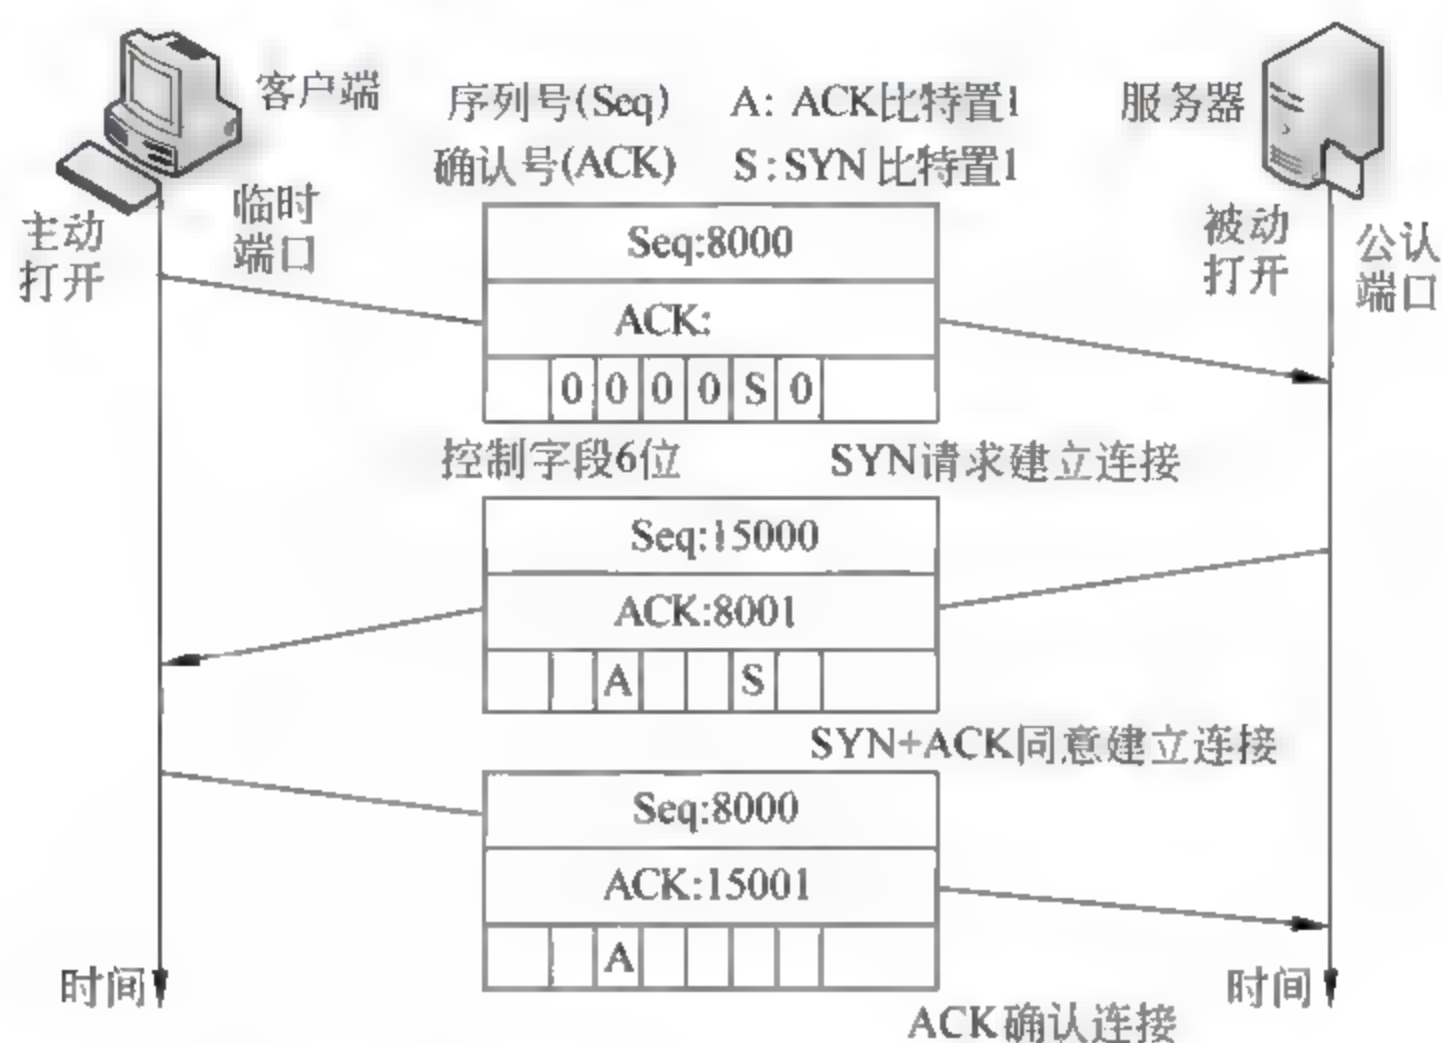 客户端
序列号(Seq) A: ACK比特置1
服务器
确认号(ACK) S:SYN比特置1
主动
打开
临时
端口
被动
打开
公认
端口
Seq:8000
ACK:
0 0 0 0 S 0
控制字段6位
SYN请求建立连接
Seq:15000
ACK:8001
A S
SYN+ACK同意建立连接
Seq:8000
ACK:15001
A
时间
时间
ACK确认连接